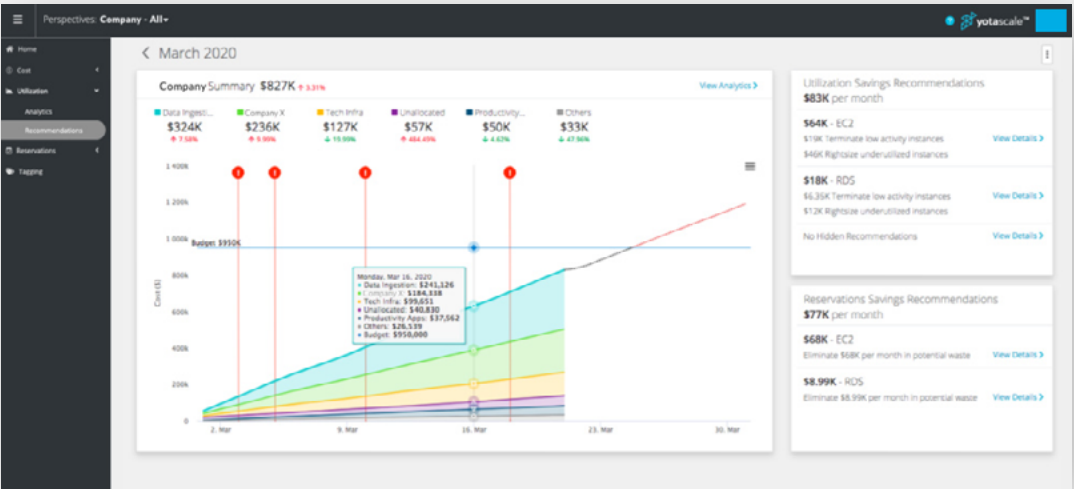 Perspectives: Company - All
yotascale™
Home
Cost
Utilization
Analytics
Recommendations
Reservations
Tagging
March 2020
Company Summary $827K 3.31%
View Analytics
Data Ingesti... Company X Tech Infra Unallocated Productivity... Others
$324K $236K $127K $57K $50K $33K
7.58% 9.99% 19.99% 464.49% 4.62% 47.96%
1 400k
1 200k
1 000k
800k
600k
400k
200k
0
Cost ($)
Budget $950K
Monday, Mar 16, 2020
Data Ingestion: $241,126
Company X: $184,338
Tech Infra: $99,651
Unallocated: $40,830
Productivity Apps: $37,562
Others: $26,539
Budget: $950,000
2. Mar 9. Mar 16. Mar 23. Mar 30. Mar
Utilization Savings Recommendations
$83K per month
$64K - EC2
$19K Terminate low activity instances
View Details
$46K Rightsize underutilized instances
$18K - RDS
$6.35K Terminate low activity instances
View Details
$12K Rightsize underutilized instances
No Hidden Recommendations View Details
Reservations Savings Recommendations
$77K per month
$68K - EC2
Eliminate $68K per month in potential waste View Details
$8.99K - RDS
Eliminate $8.99K per month in potential waste View Details